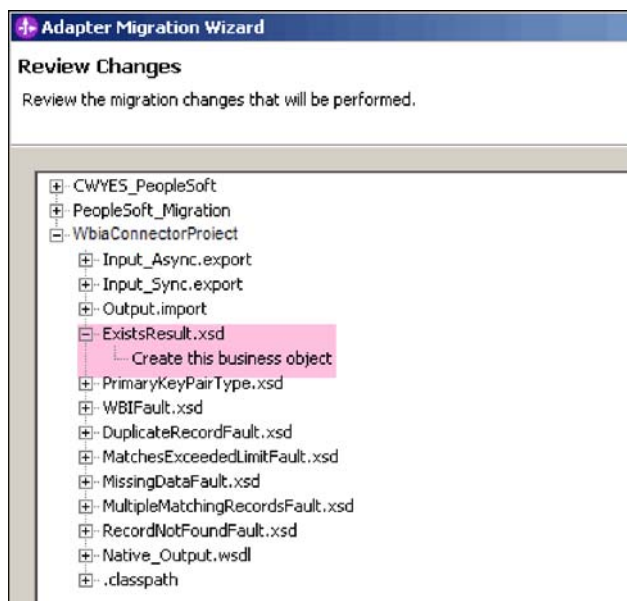 Adapter Migration Wizard
Review Changes
Review the migration changes that will be performed.
CWYES_PeopleSoft
PeopleSoft_Migration
WbiaConnectorProject
Input_Async.export
Input_Sync.export
Output.import
ExistsResult.xsd
Create this business object
PrimaryKeyPairType.xsd
WBIFault.xsd
DuplicateRecordFault.xsd
MatchesExceededLimitFault.xsd
MissingDataFault.xsd
MultipleMatchingRecordsFault.xsd
RecordNotFoundFault.xsd
Native_Output.wsdl
.classpath